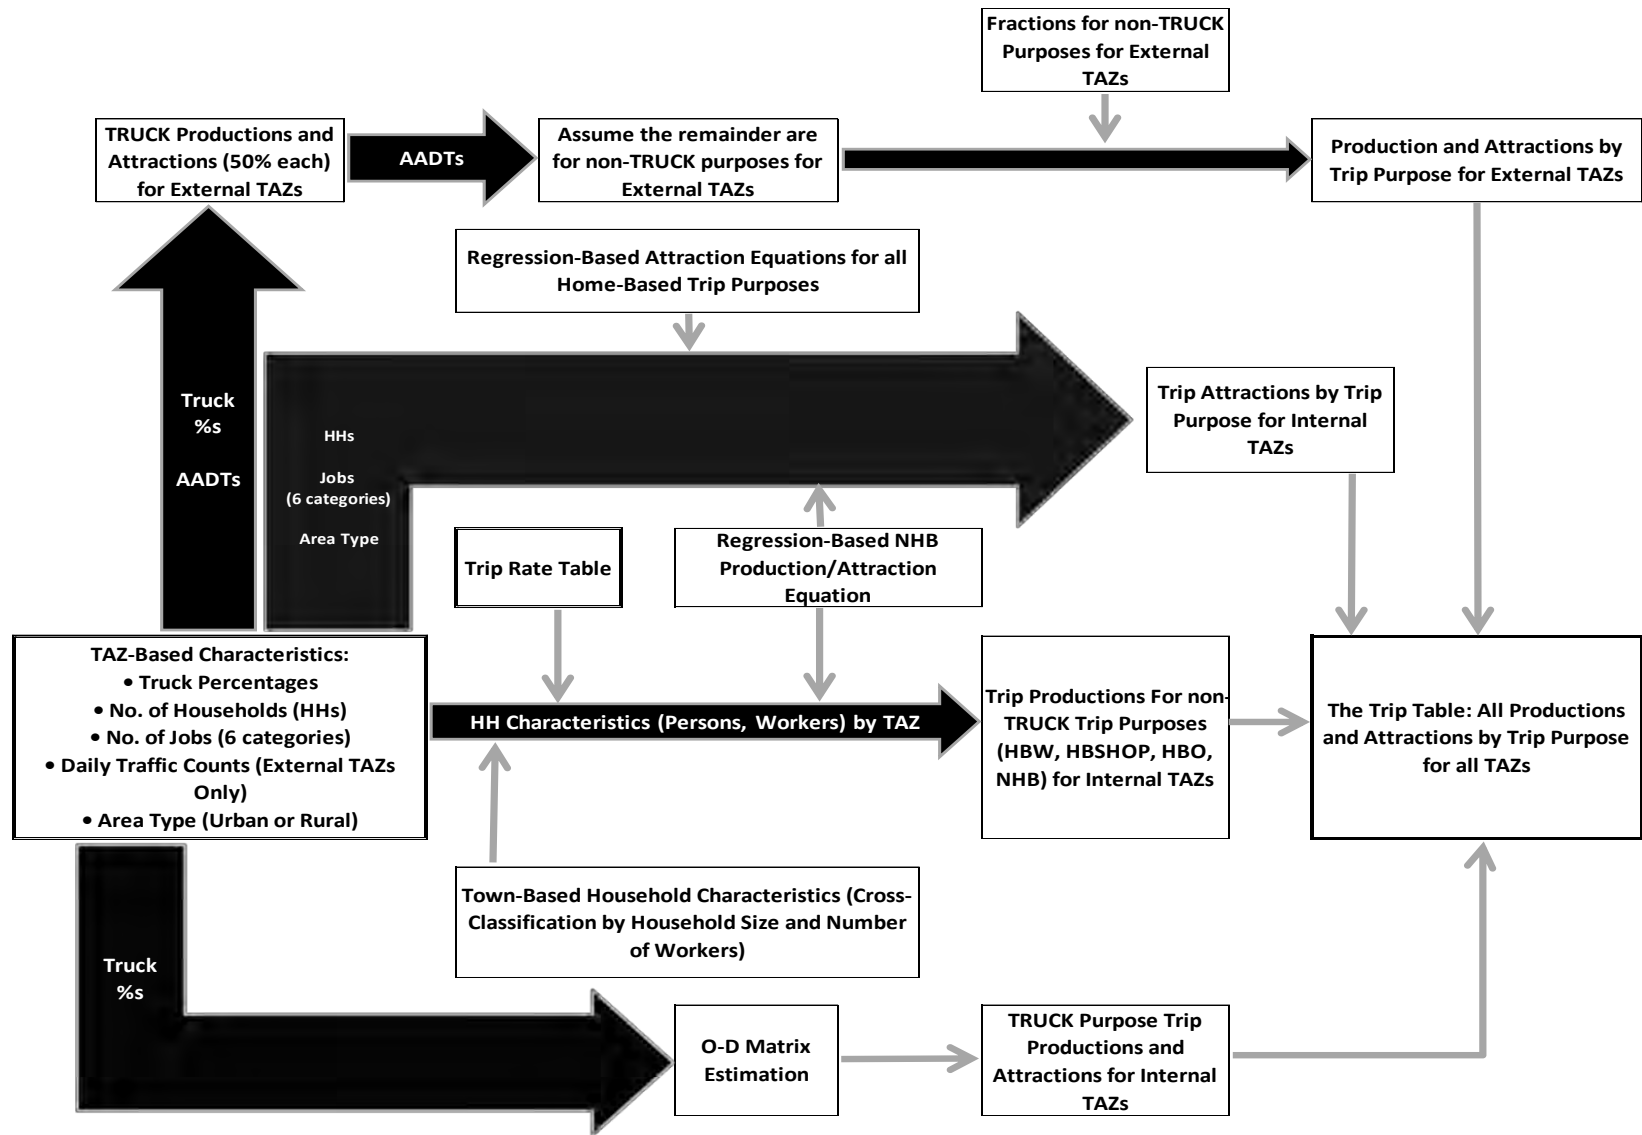 Fractions for non-TRUCK
Purposes for External
TAZs
TRUCK Productions and
Attractions (50% each)
for External TAZs
AADTs
Assume the remainder are
for non-TRUCK purposes for
External TAZs
Production and Attractions by
Trip Purpose for External TAZs
Regression-Based Attraction Equations for all
Home-Based Trip Purposes
Truck
%s
AADTs
HHs
Jobs
(6 categories)
Area Type
Trip Attractions by Trip
Purpose for Internal
TAZs
Trip Rate Table
Regression-Based NHB
Production/Attraction
Equation
TAZ-Based Characteristics:
• Truck Percentages
• No. of Households (HHs)
• No. of Jobs (6 categories)
• Daily Traffic Counts (External TAZs
Only)
• Area Type (Urban or Rural)
HH Characteristics (Persons, Workers) by TAZ
Trip Productions For non-
TRUCK Trip Purposes
(HBW, HBSHOP, HBO,
NHB) for Internal TAZs
The Trip Table: All Productions
and Attractions by Trip Purpose
for all TAZs
Town-Based Household Characteristics (Cross-
Classification by Household Size and Number
of Workers)
Truck
%s
O-D Matrix
Estimation
TRUCK Purpose Trip
Productions and
Attractions for Internal
TAZs